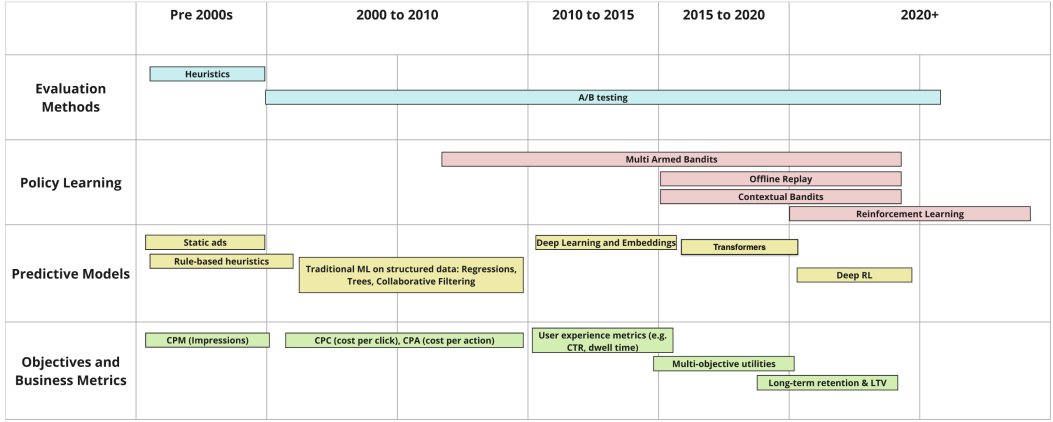 Pre 2000s
2000 to 2010
2010 to 2015
2015 to 2020
2020+
Evaluation
Methods
Heuristics
A/B testing
Policy Learning
Multi Armed Bandits
Offline Replay
Contextual Bandits
Reinforcement Learning
Predictive Models
Static ads
Rule-based heuristics
Traditional ML on structured data: Regressions,
Trees, Collaborative Filtering
Deep Learning and Embeddings
Transformers
Deep RL
Objectives and
Business Metrics
CPM (Impressions)
CPC (cost per click), CPA (cost per action)
User experience metrics (e.g.
CTR, dwell time)
Multi-objective utilities
Long-term retention & LTV